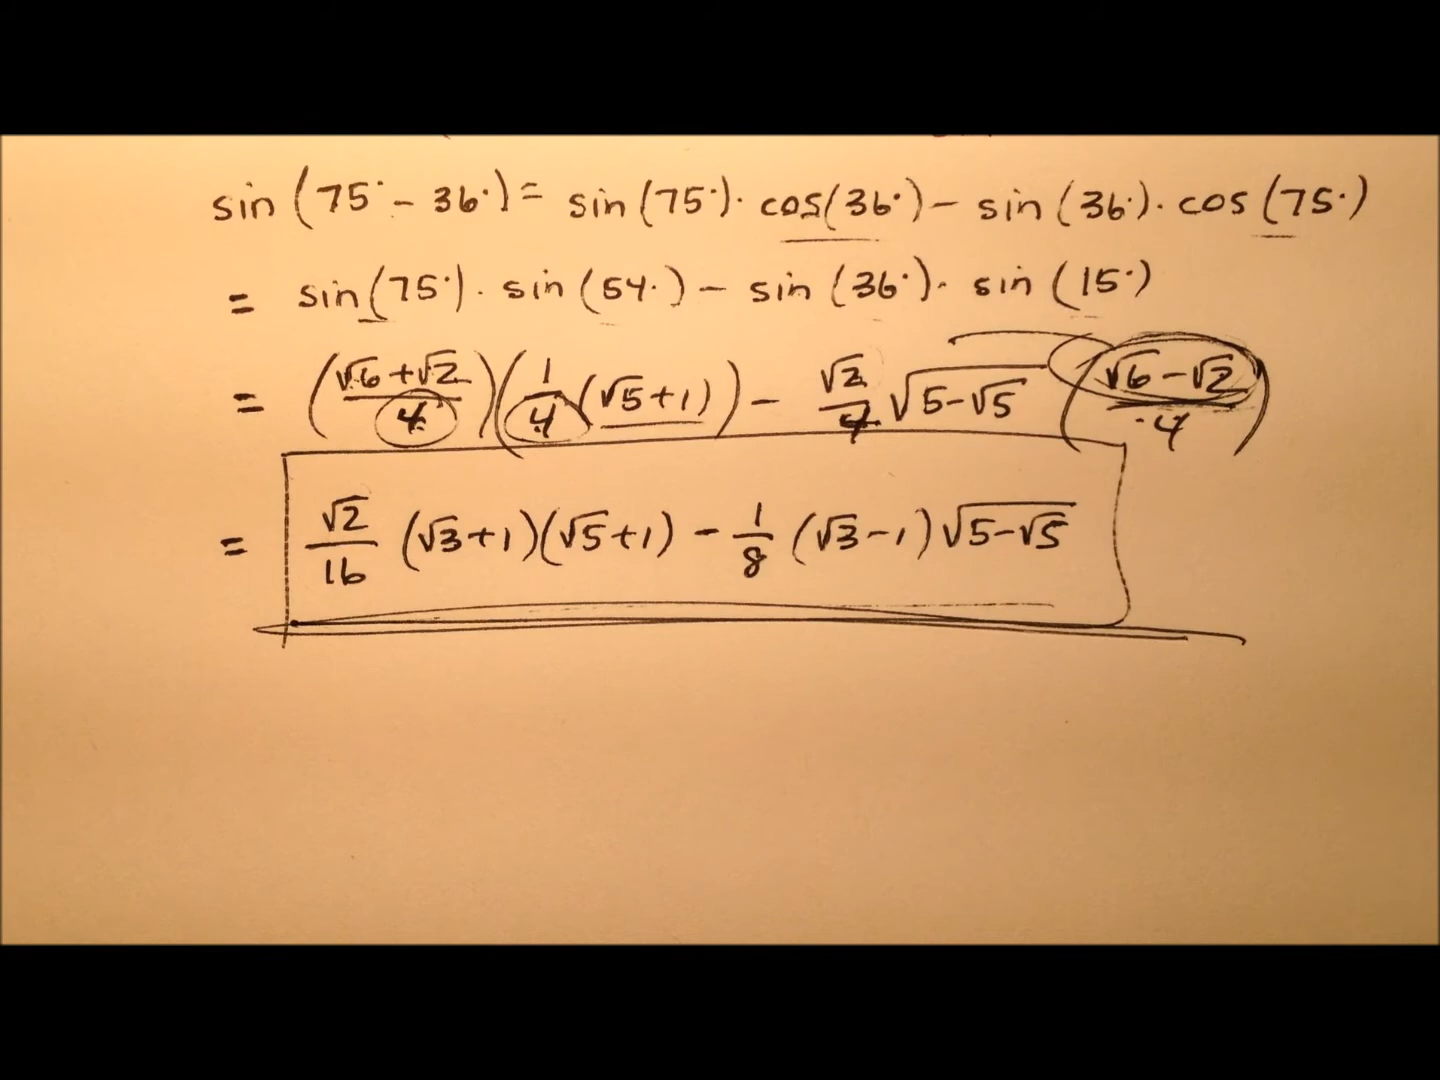 sin (75° - 36°) = sin (75°) · cos(36°) - sin (36°) · cos (75°)
= sin (75°) · sin (54°) - sin (36°) · sin (15°)
= ((√6 + √2)/4) (1/4 (√5 + 1)) - √2/4 √(5-√5) ((√6 - √2)/4)
= √2/16 (√3 + 1)(√5 + 1) - 1/8 (√3 - 1) √(5-√5)